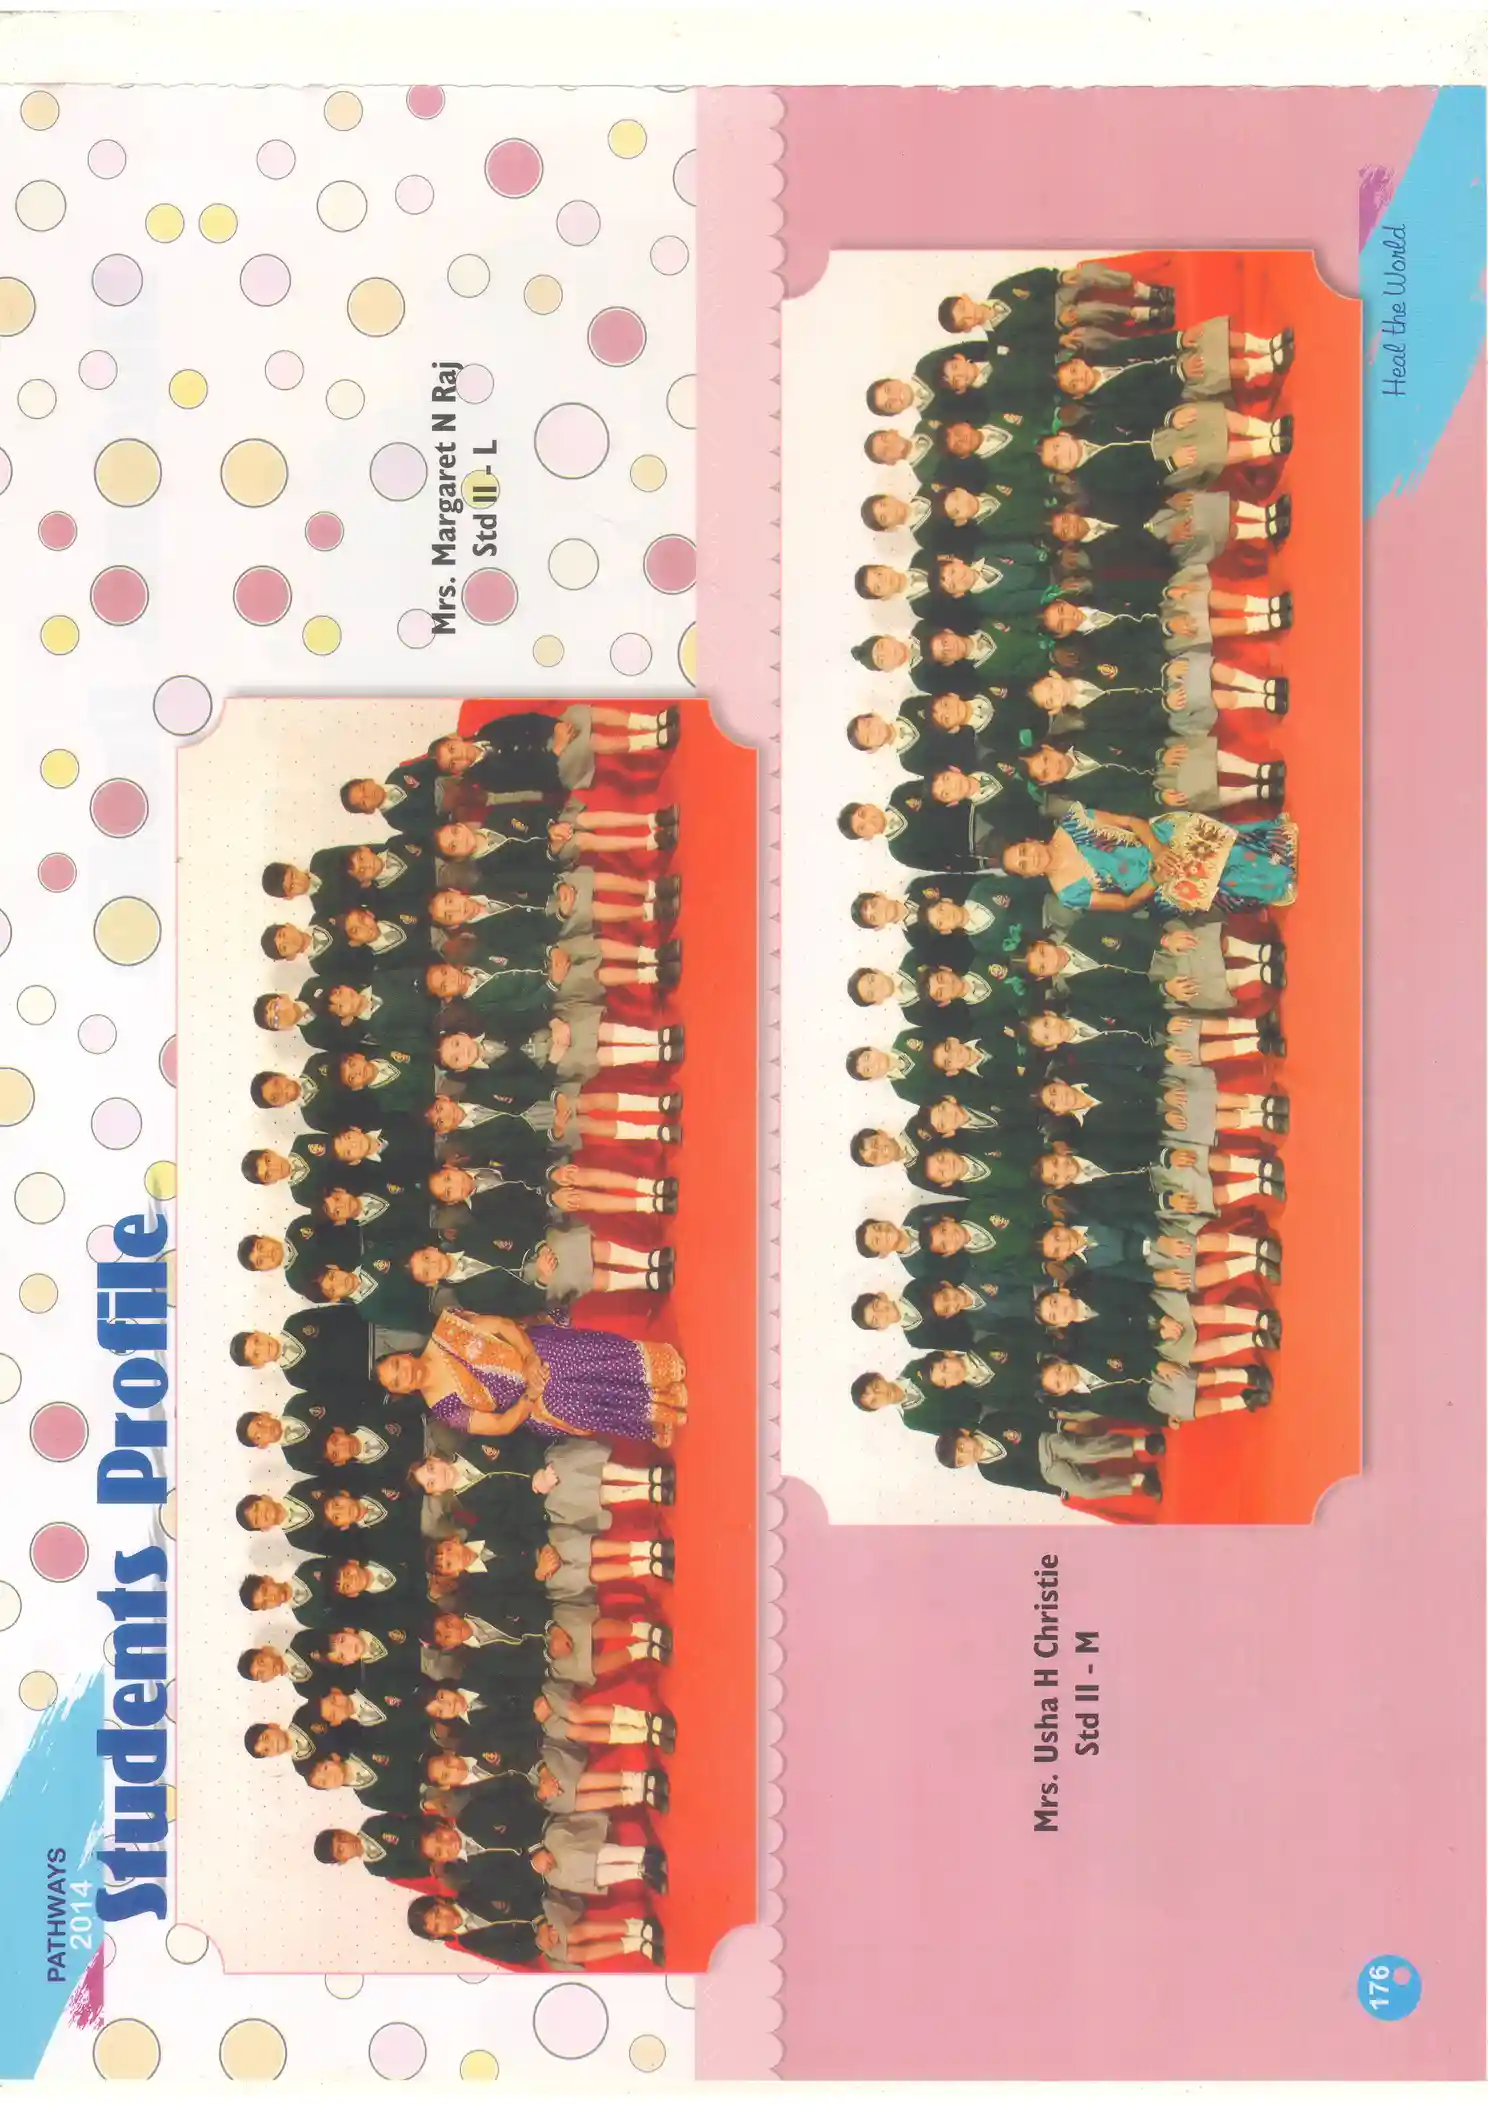 PATHWAYS
2014
Students Profile
Mrs. Margaret N Raj
Std II - L
Mrs. Usha H Christie
Std II - M
176
Heal the World